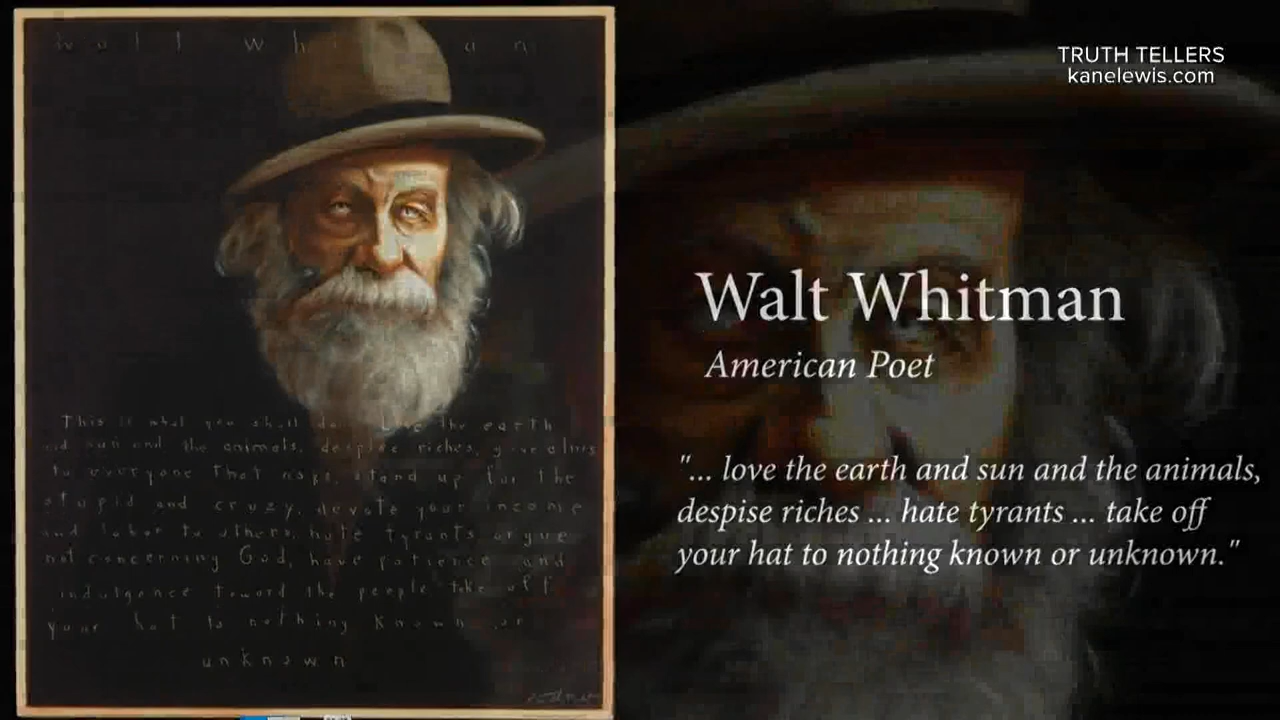 TRUTH TELLERS
kanelewis.com
w a l t w h i t m a n
This is what you shall do: Love the earth
and sun and the animals, despise riches, give alms
to everyone that asks, stand up for the
stupid and crazy, devote your income
and labor to others, hate tyrants argue
not concerning God, have patience and
indulgence toward the people take off
your hat to nothing known or
unknown
Walt Whitman
American Poet
"... love the earth and sun and the animals,
despise riches ... hate tyrants ... take off
your hat to nothing known or unknown."